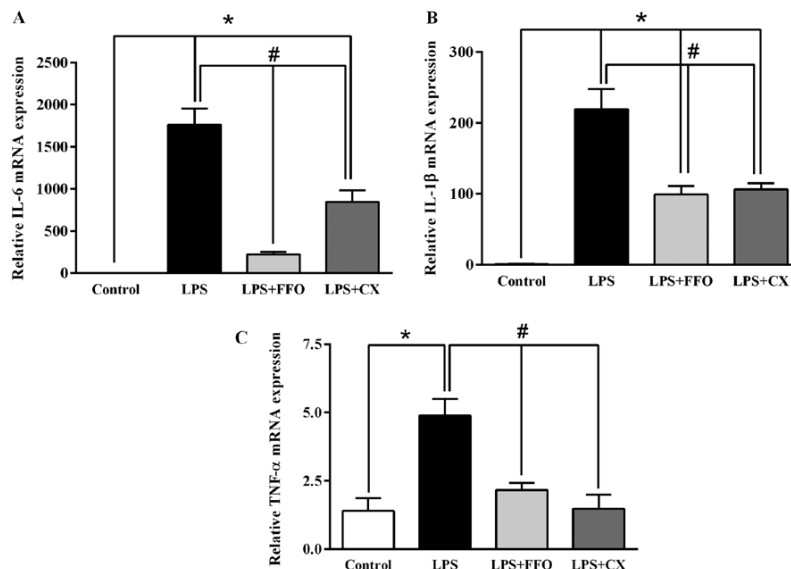 A
*
#
Relative IL-6 mRNA expression
2500
2000
1500
1000
500
0
Control LPS LPS+FFO LPS+CX
B
*
#
Relative IL-1β mRNA expression
300
200
100
0
Control LPS LPS+FFO LPS+CX
C
*
#
Relative TNF-α mRNA expression
7.5
5.0
2.5
0.0
Control LPS LPS+FFO LPS+CX